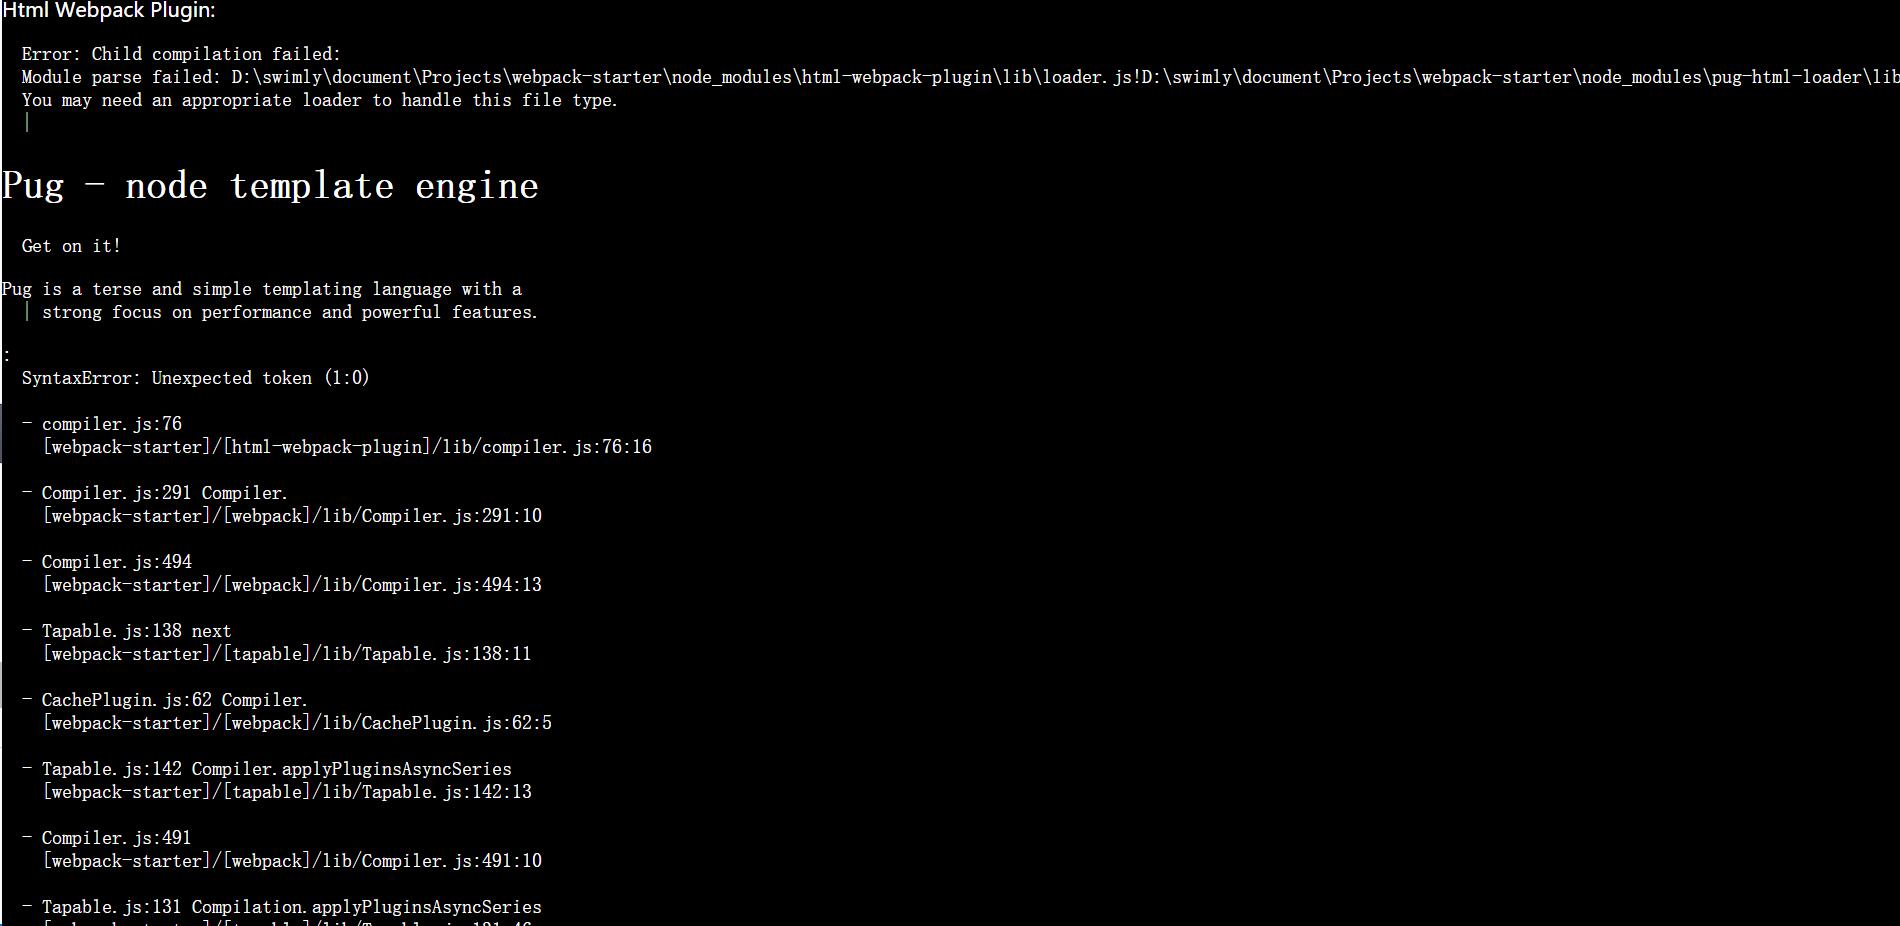 Html Webpack Plugin:
Error: Child compilation failed:
Module parse failed: D:\swimly\document\Projects\webpack-starter\node_modules\html-webpack-plugin\lib\loader.js!D:\swimly\document\Projects\webpack-starter\node_modules\pug-html-loader\lib
You may need an appropriate loader to handle this file type.
|
Pug - node template engine
Get on it!
Pug is a terse and simple templating language with a
| strong focus on performance and powerful features.
:
SyntaxError: Unexpected token (1:0)
- compiler.js:76
[webpack-starter]/[html-webpack-plugin]/lib/compiler.js:76:16
- Compiler.js:291 Compiler.
[webpack-starter]/[webpack]/lib/Compiler.js:291:10
- Compiler.js:494
[webpack-starter]/[webpack]/lib/Compiler.js:494:13
- Tapable.js:138 next
[webpack-starter]/[tapable]/lib/Tapable.js:138:11
- CachePlugin.js:62 Compiler.
[webpack-starter]/[webpack]/lib/CachePlugin.js:62:5
- Tapable.js:142 Compiler.applyPluginsAsyncSeries
[webpack-starter]/[tapable]/lib/Tapable.js:142:13
- Compiler.js:491
[webpack-starter]/[webpack]/lib/Compiler.js:491:10
- Tapable.js:131 Compilation.applyPluginsAsyncSeries